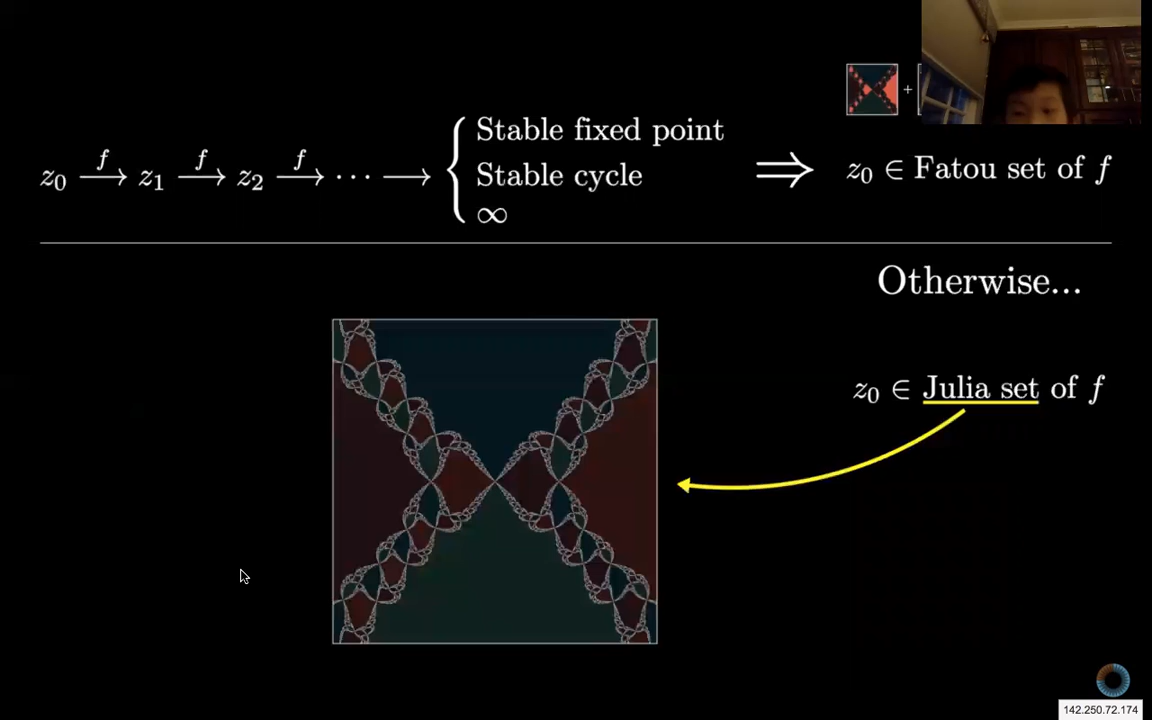 z₀ —f→ z₁ —f→ z₂ —f→ ⋯ → { Stable fixed point
Stable cycle
∞
⟹ z₀ ∈ Fatou set of f
+
Otherwise...
z₀ ∈ Julia set of f
142.250.72.174